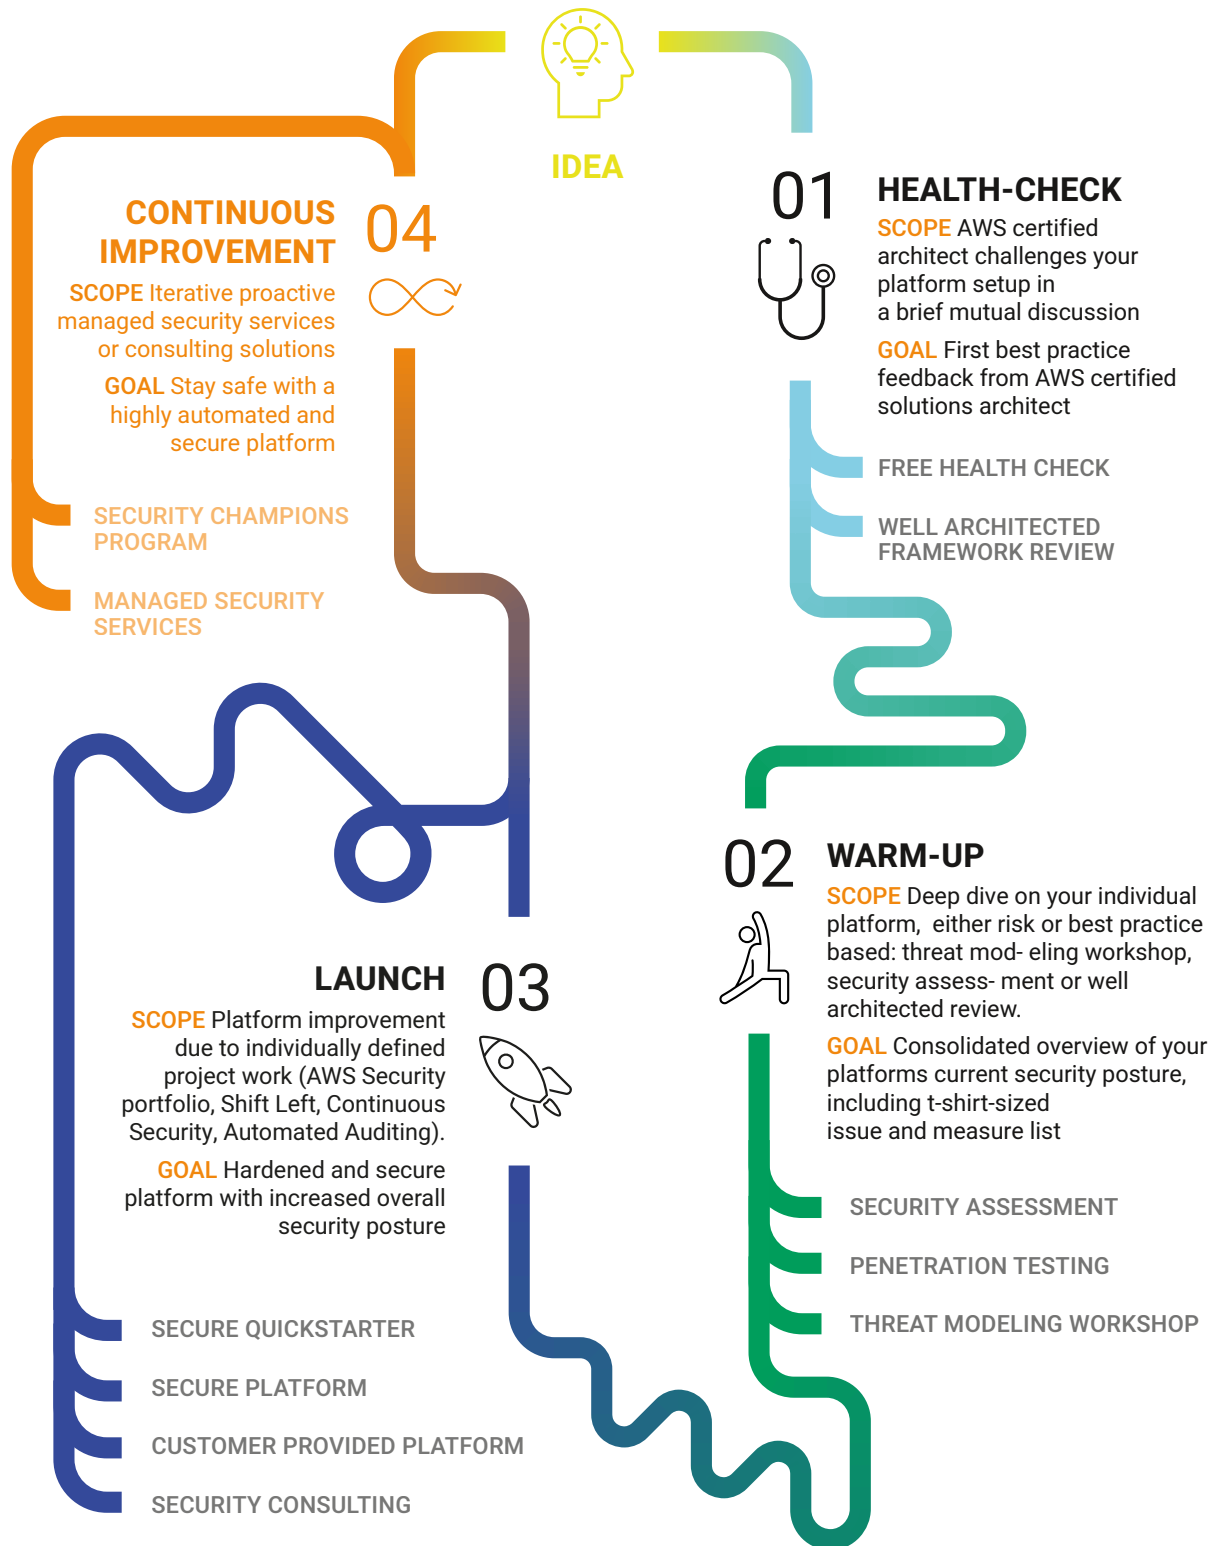 IDEA
01
HEALTH-CHECK
SCOPE AWS certified
architect challenges your
platform setup in
a brief mutual discussion
GOAL First best practice
feedback from AWS certified
solutions architect
FREE HEALTH CHECK
WELL ARCHITECTED
FRAMEWORK REVIEW
02
WARM-UP
SCOPE Deep dive on your individual
platform,  either risk or best practice
based: threat mod- eling workshop,
security assess- ment or well
architected review.
GOAL Consolidated overview of your
platforms current security posture,
including t-shirt-sized
issue and measure list
SECURITY ASSESSMENT
PENETRATION TESTING
THREAT MODELING WORKSHOP
LAUNCH
03
SCOPE Platform improvement
due to individually defined
project work (AWS Security
portfolio, Shift Left, Continuous
Security, Automated Auditing).
GOAL Hardened and secure
platform with increased overall
security posture
SECURE QUICKSTARTER
SECURE PLATFORM
CUSTOMER PROVIDED PLATFORM
SECURITY CONSULTING
CONTINUOUS
IMPROVEMENT
04
SCOPE Iterative proactive
managed security services
or consulting solutions
GOAL Stay safe with a
highly automated and
secure platform
SECURITY CHAMPIONS
PROGRAM
MANAGED SECURITY
SERVICES